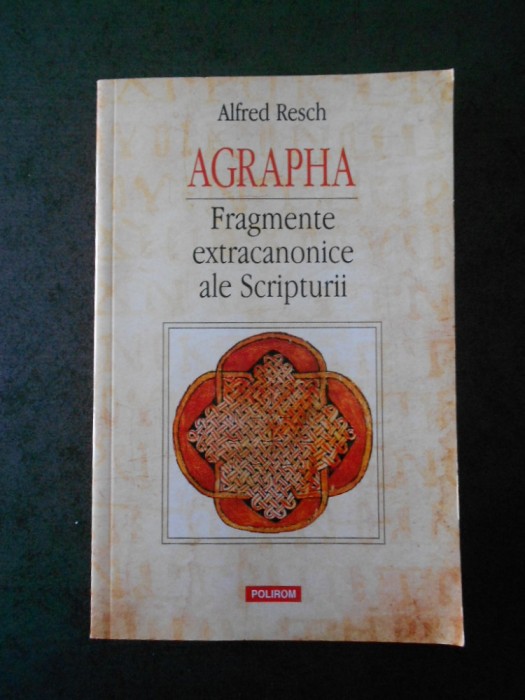 Alfred Resch
AGRAPHA
Fragmente
extracanonice
ale Scripturii
POLIROM